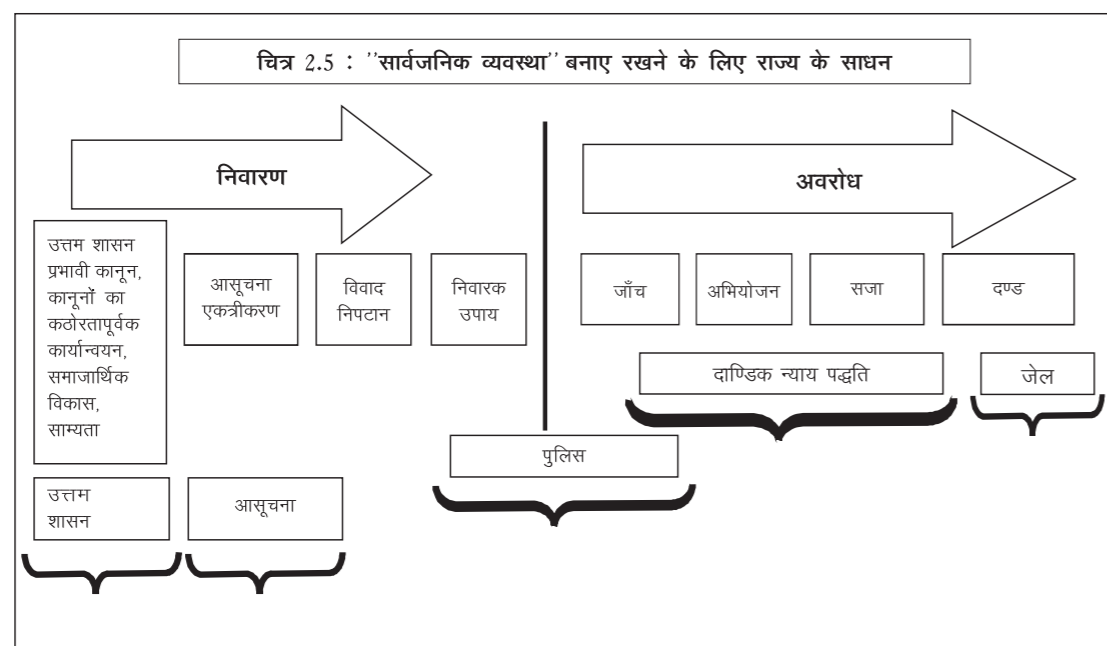 चित्र 2.5 : ''सार्वजनिक व्यवस्था'' बनाए रखने के लिए राज्य के साधन
निवारण
अवरोध
उत्तम शासन
प्रभावी कानून,
कानूनों का
कठोरतापूर्वक
कार्यान्वयन,
समाजार्थिक
विकास,
साम्यता
आसूचना
एकत्रीकरण
विवाद
निपटान
निवारक
उपाय
जाँच
अभियोजन
सजा
दण्ड
दाण्डिक न्याय पद्धति
जेल
पुलिस
उत्तम
शासन
आसूचना